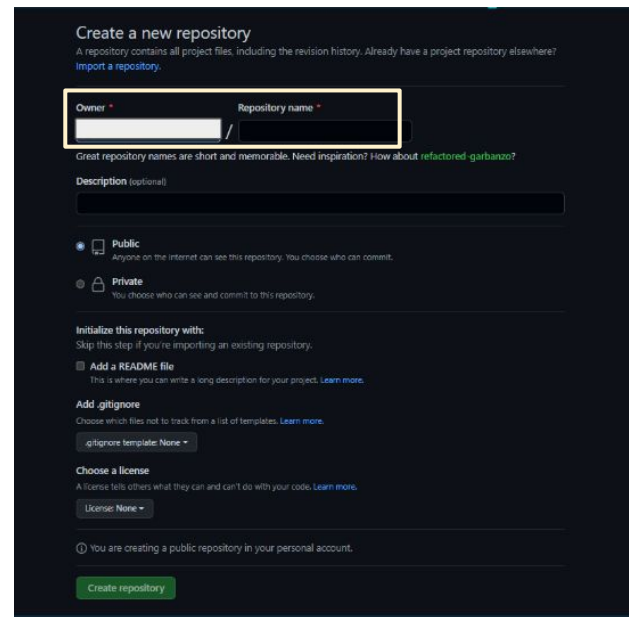 Create a new repository
A repository contains all project files, including the revision history. Already have a project repository elsewhere?
Import a repository.
Owner * Repository name *
/
Great repository names are short and memorable. Need inspiration? How about refactored-garbanzo?
Description (optional)
Public
Anyone on the internet can see this repository. You choose who can commit.
Private
You choose who can see and commit to this repository.
Initialize this repository with:
Skip this step if you're importing an existing repository.
Add a README file
This is where you can write a long description for your project. Learn more.
Add .gitignore
Choose which files not to track from a list of templates. Learn more.
.gitignore template: None
Choose a license
A license tells others what they can and can't do with your code. Learn more.
License: None
You are creating a public repository in your personal account.
Create repository